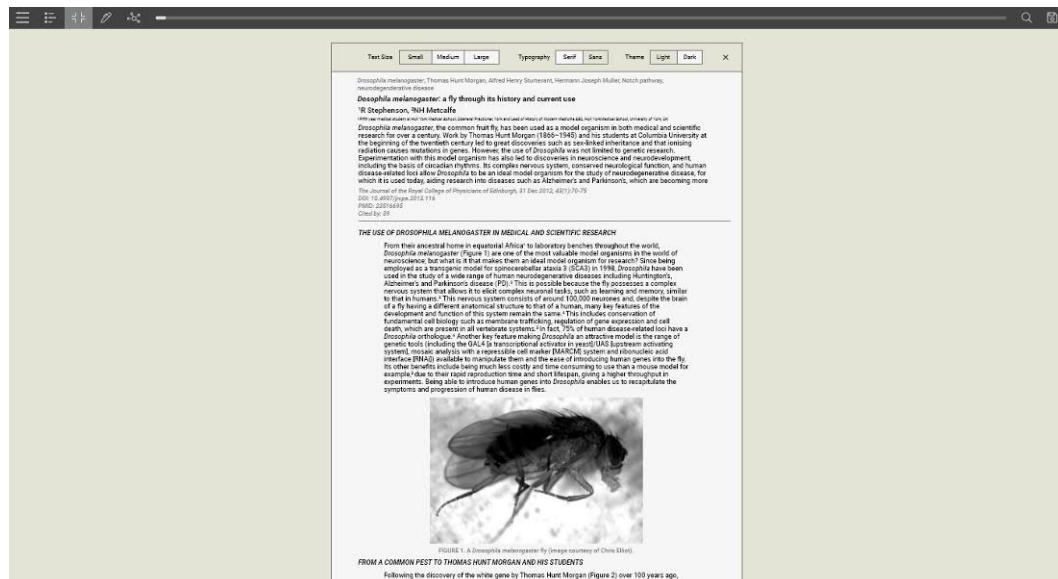 Text Size Small Medium Large Typography Serif Sans Theme Light Dark
Drosophila melanogaster, Thomas Hunt Morgan, Alfred Henry Sturtevant, Hermann Joseph Muller, Notch pathway,
neurodegenerative disease
Dosophila melanogaster: a fly through its history and current use
¹R Stephenson, ²NH Metcalfe
Drosophila melanogaster, the common fruit fly, has been used as a model organism in both medical and scientific
research for over a century. Work by Thomas Hunt Morgan (1866–1945) and his students at Columbia University at
the beginning of the twentieth century led to great discoveries such as sex-linked inheritance and that ionising
radiation causes mutations in genes. However, the use of Drosophila was not limited to genetic research.
Experimentation with this model organism has also led to discoveries in neuroscience and neurodevelopment,
including the basis of circadian rhythms. Its complex nervous system, conserved neurological function, and human
disease-related loci allow Drosophila to be an ideal model organism for the study of neurodegenerative disease, for
which it is used today, aiding research into diseases such as Alzheimer's and Parkinson's, which are becoming more
The Journal of the Royal College of Physicians of Edinburgh, 31 Dec 2012, 43(1):70-75
DOI: 10.4997/jrcpe.2013.116
PMID: 23516695
Cited by: 39
THE USE OF DROSOPHILA MELANOGASTER IN MEDICAL AND SCIENTIFIC RESEARCH
From their ancestral home in equatorial Africa¹ to laboratory benches throughout the world,
Drosophila melanogaster (Figure 1) are one of the most valuable model organisms in the world of
neuroscience; but what is it that makes them an ideal model organism for research? Since being
employed as a transgenic model for spinocerebellar ataxia 3 (SCA3) in 1998, Drosophila have been
used in the study of a wide range of human neurodegenerative diseases including Huntington's,
Alzheimer's and Parkinson's disease (PD).² This is possible because the fly possesses a complex
nervous system that allows it to elicit complex neuronal tasks, such as learning and memory, similar
to that in humans.³ This nervous system consists of around 100,000 neurones and, despite the brain
of a fly having a different anatomical structure to that of a human, many key features of the
development and function of this system remain the same.⁴ This includes conservation of
fundamental cell biology such as membrane trafficking, regulation of gene expression and cell
death, which are present in all vertebrate systems.² In fact, 75% of human disease-related loci have a
Drosophila orthologue.⁴ Another key feature making Drosophila an attractive model is the range of
genetic tools (including the GAL4 [a transcriptional activator in yeast]/UAS [upstream activating
system], mosaic analysis with a repressible cell marker [MARCM] system and ribonucleic acid
interface [RNAi]) available to manipulate them and the ease of introducing human genes into the fly.
Its other benefits include being much less costly and time consuming to use than a mouse model for
example,² due to their rapid reproduction time and short lifespan, giving a higher throughput in
experiments. Being able to introduce human genes into Drosophila enables us to recapitulate the
symptoms and progression of human disease in flies.
FIGURE 1. A Drosophila melanogaster fly (image courtesy of Chris Elliot).
FROM A COMMON PEST TO THOMAS HUNT MORGAN AND HIS STUDENTS
Following the discovery of the white gene by Thomas Hunt Morgan (Figure 2) over 100 years ago,